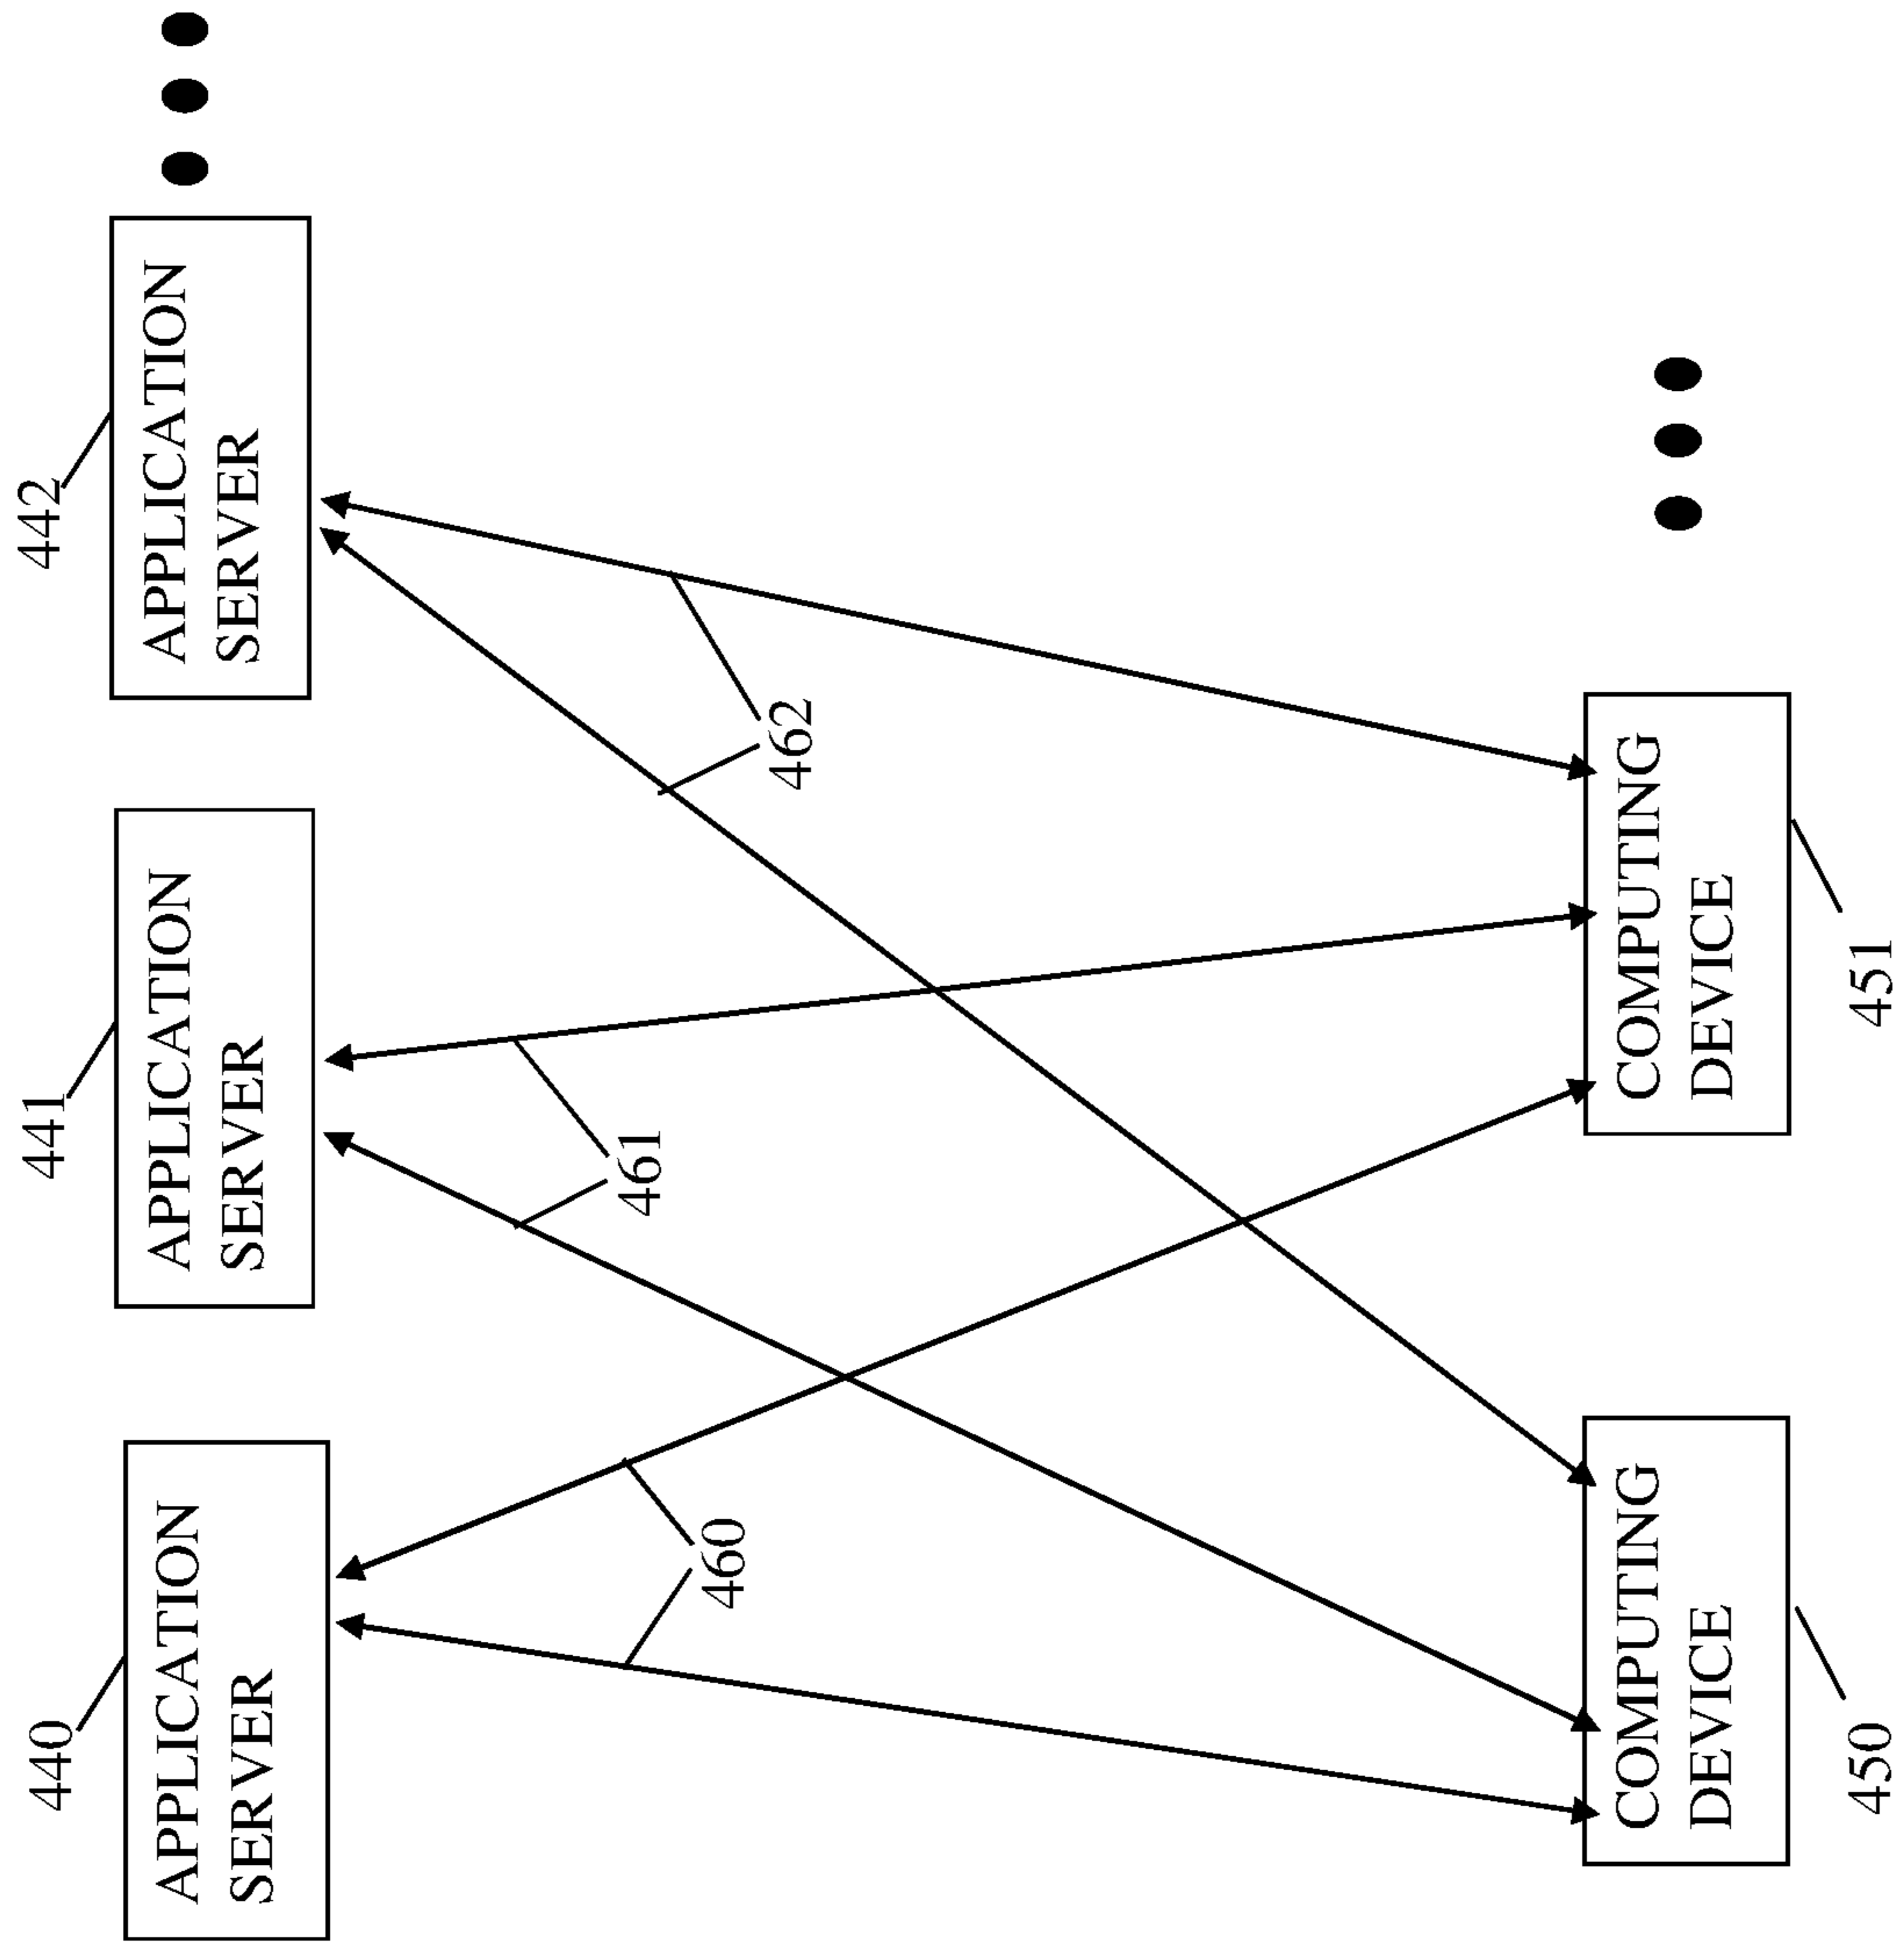 440
441
442
APPLICATION
SERVER
APPLICATION
SERVER
APPLICATION
SERVER
460
461
462
COMPUTING
DEVICE
COMPUTING
DEVICE
450
451